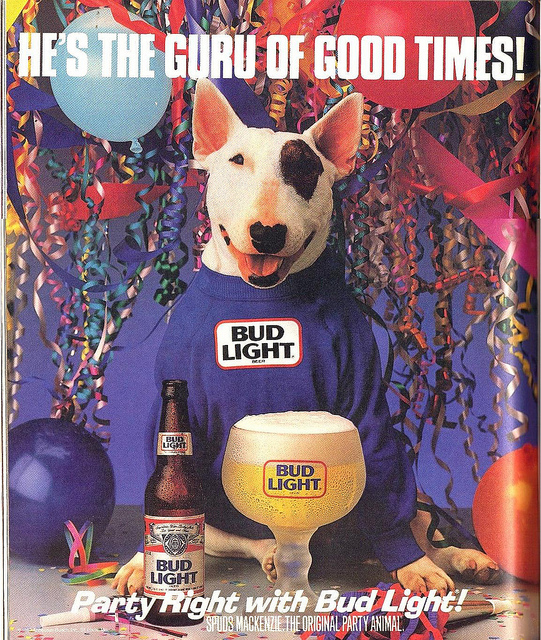 HE'S THE GURU OF GOOD TIMES!
BUD
LIGHT
BEER
BUD
LIGHT
BUD
LIGHT
BUD
LIGHT
Party Right with Bud Light!
SPUDS MACKENZIE. THE ORIGINAL PARTY ANIMAL.